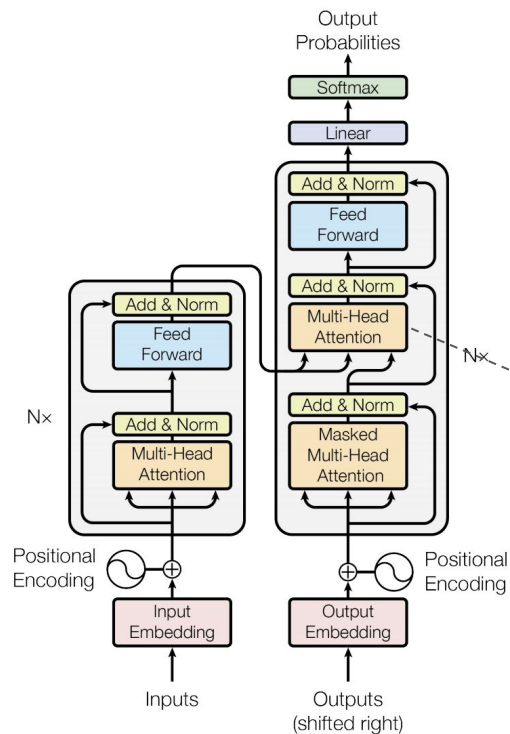 Output
Probabilities
Softmax
Linear
Add & Norm
Feed
Forward
Add & Norm
Multi-Head
Attention
N×
Add & Norm
Masked
Multi-Head
Attention
Positional
Encoding
Output
Embedding
Outputs
(shifted right)
Add & Norm
Feed
Forward
N×
Add & Norm
Multi-Head
Attention
Positional
Encoding
Input
Embedding
Inputs